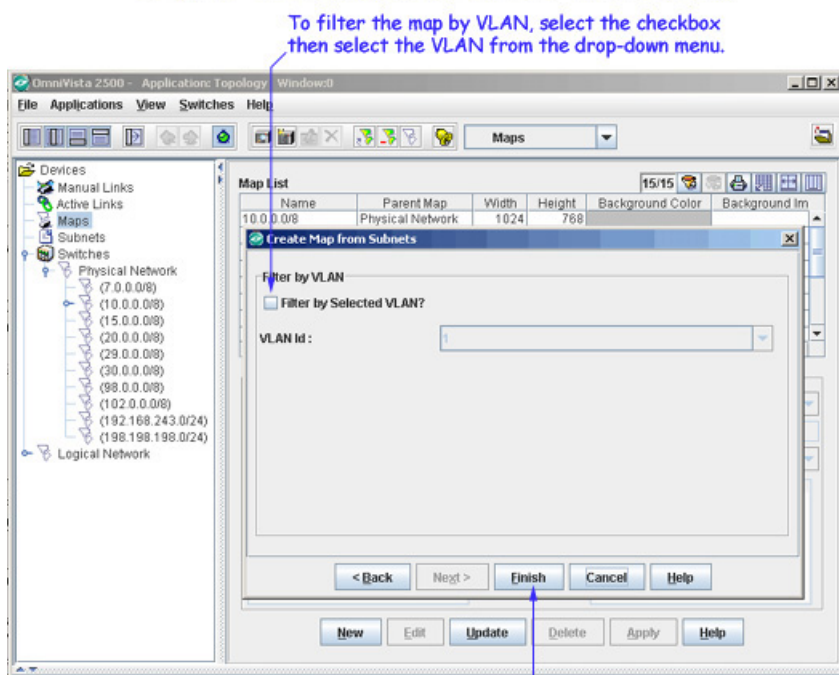 To filter the map by VLAN, select the checkbox
then select the VLAN from the drop-down menu.
OmniVista 2500 - Application: Topology Window:0
File Applications View Switches Help
Maps
Devices
Manual Links
Active Links
Maps
Subnets
Switches
Physical Network
(7.0.0.0/8)
(10.0.0.0/8)
(15.0.0.0/8)
(20.0.0.0/8)
(29.0.0.0/8)
(30.0.0.0/8)
(98.0.0.0/8)
(102.0.0.0/8)
(192.168.243.0/24)
(198.198.198.0/24)
Logical Network
Map List 15/15
Name Parent Map Width Height Background Color Background Im
10.0.0.0/8 Physical Network 1024 768
Create Map from Subnets
Filter by VLAN
Filter by Selected VLAN?
VLAN Id : 1
< Back Next > Finish Cancel Help
New Edit Update Delete Apply Help